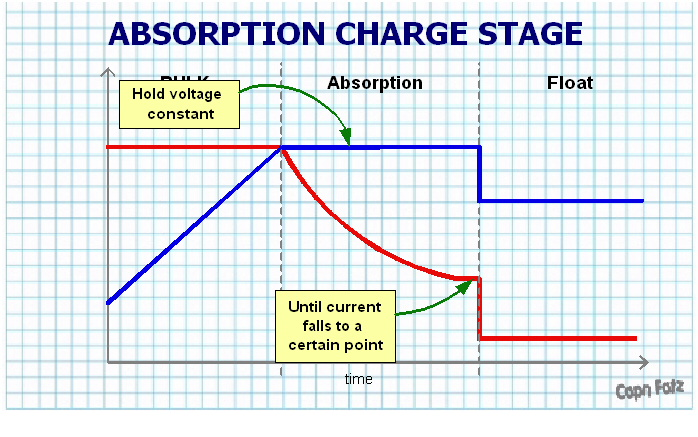 ABSORPTION CHARGE STAGE
Absorption
Float
Hold voltage
constant
Until current
falls to a
certain point
time
Capn Fatz